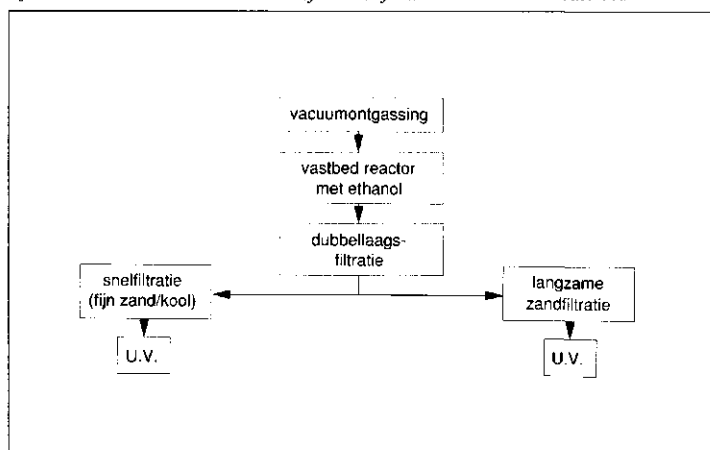 vacuumontgassing
vastbed reactor
met ethanol
dubbellaags-
filtratie
snelfiltratie
(fijn zand/kool)
langzame
zandfiltratie
U.V.
U.V.